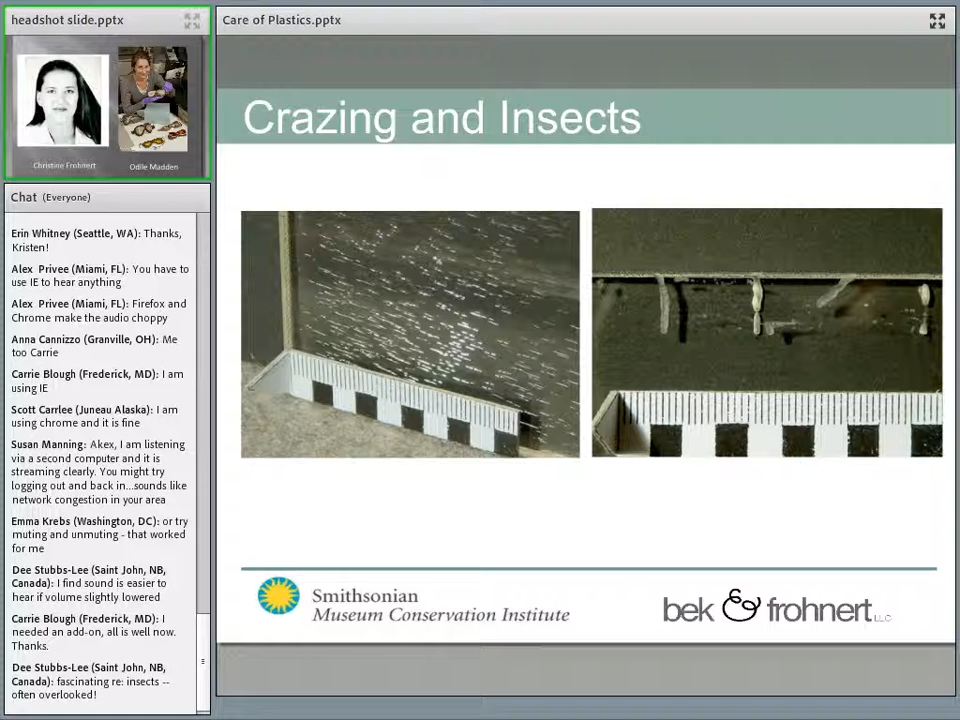 headshot slide.pptx
Christine Frohnert
Odile Madden
Chat (Everyone)
Erin Whitney (Seattle, WA): Thanks,
Kristen!
Alex Privee (Miami, FL): You have to
use IE to hear anything
Alex Privee (Miami, FL): Firefox and
Chrome make the audio choppy
Anna Cannizzo (Granville, OH): Me
too Carrie
Carrie Blough (Frederick, MD): I am
using IE
Scott Carrlee (Juneau Alaska): I am
using chrome and it is fine
Susan Manning: Akex, I am listening
via a second computer and it is
streaming clearly. You might try
logging out and back in...sounds like
network congestion in your area
Emma Krebs (Washington, DC): or try
muting and unmuting - that worked
for me
Dee Stubbs-Lee (Saint John, NB,
Canada): I find sound is easier to
hear if volume slightly lowered
Carrie Blough (Frederick, MD): I
needed an add-on, all is well now.
Thanks.
Dee Stubbs-Lee (Saint John, NB,
Canada): fascinating re: insects --
often overlooked!
Care of Plastics.pptx
Crazing and Insects
Smithsonian
Museum Conservation Institute
bek & frohnert LLC